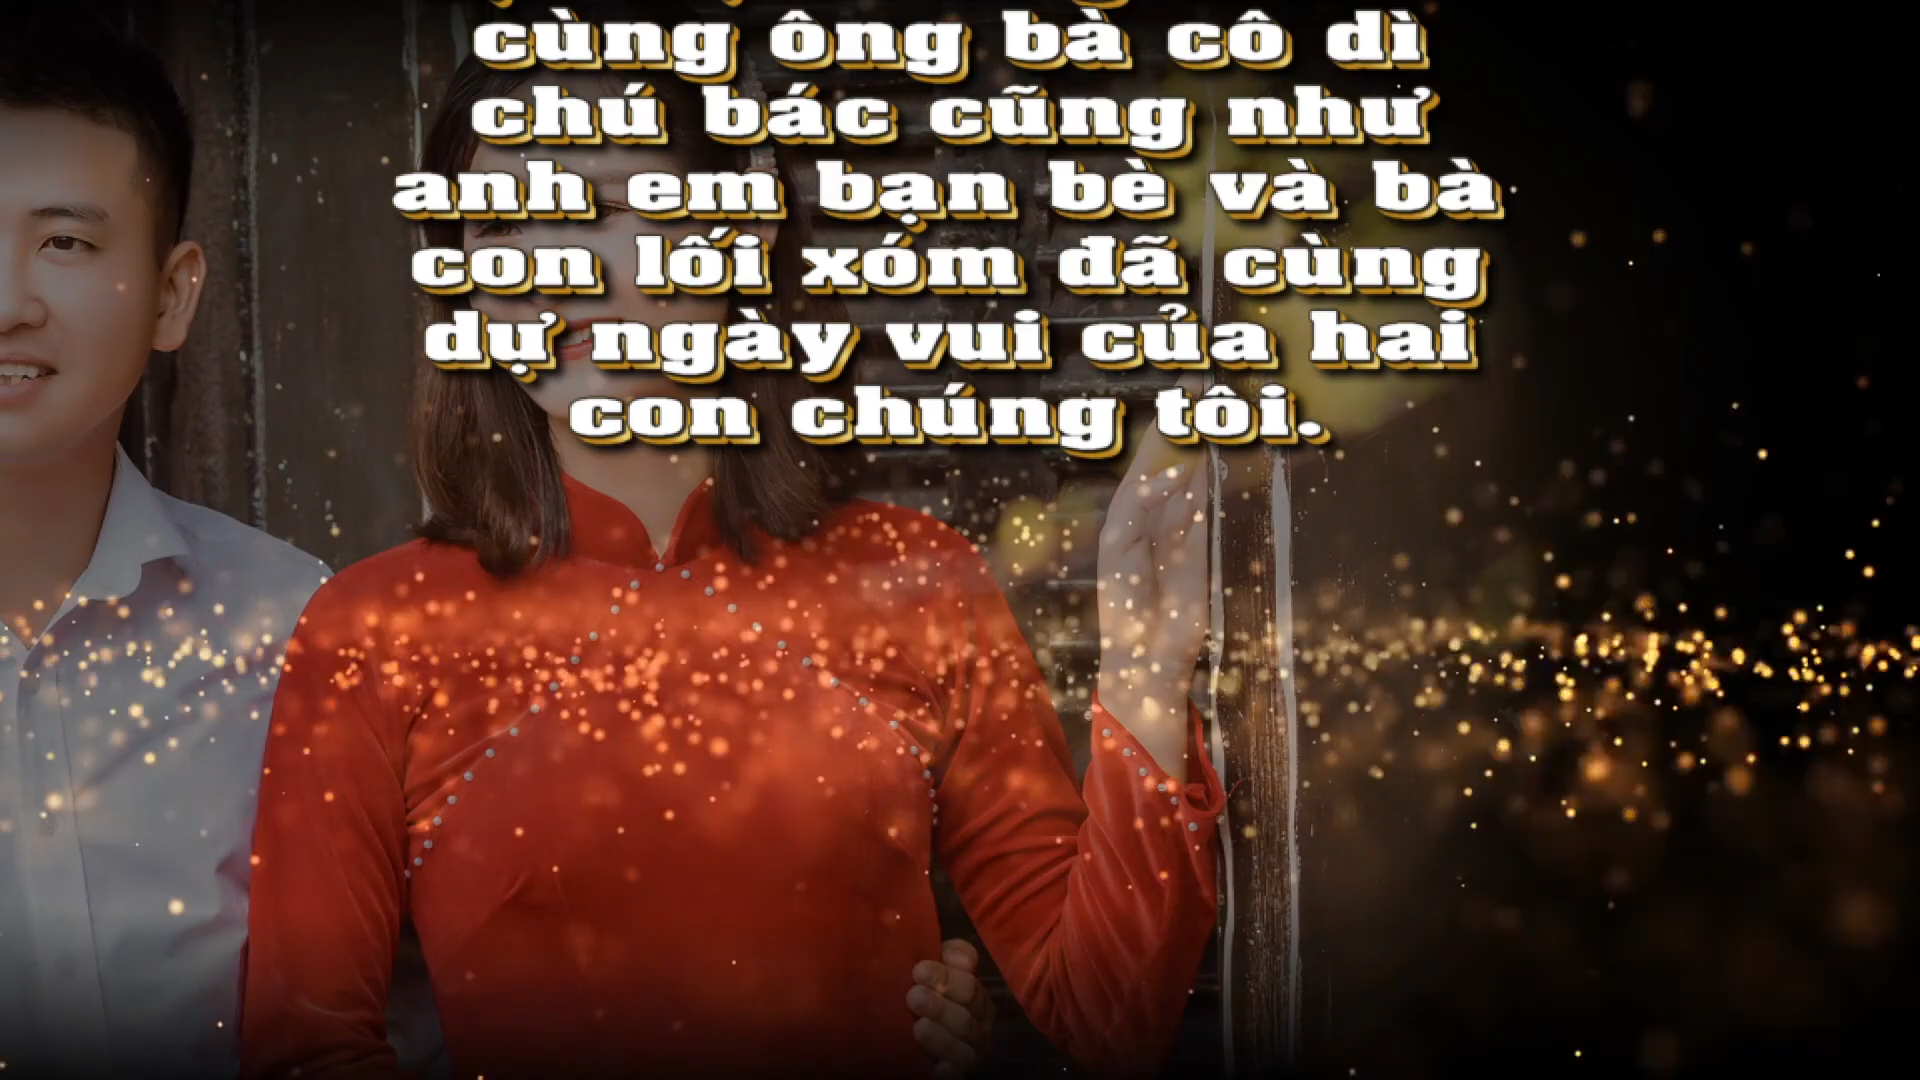 cùng ông bà cô dì
chú bác cũng như
anh em bạn bè và bà
con lối xóm đã cùng
dự ngày vui của hai
con chúng tôi.